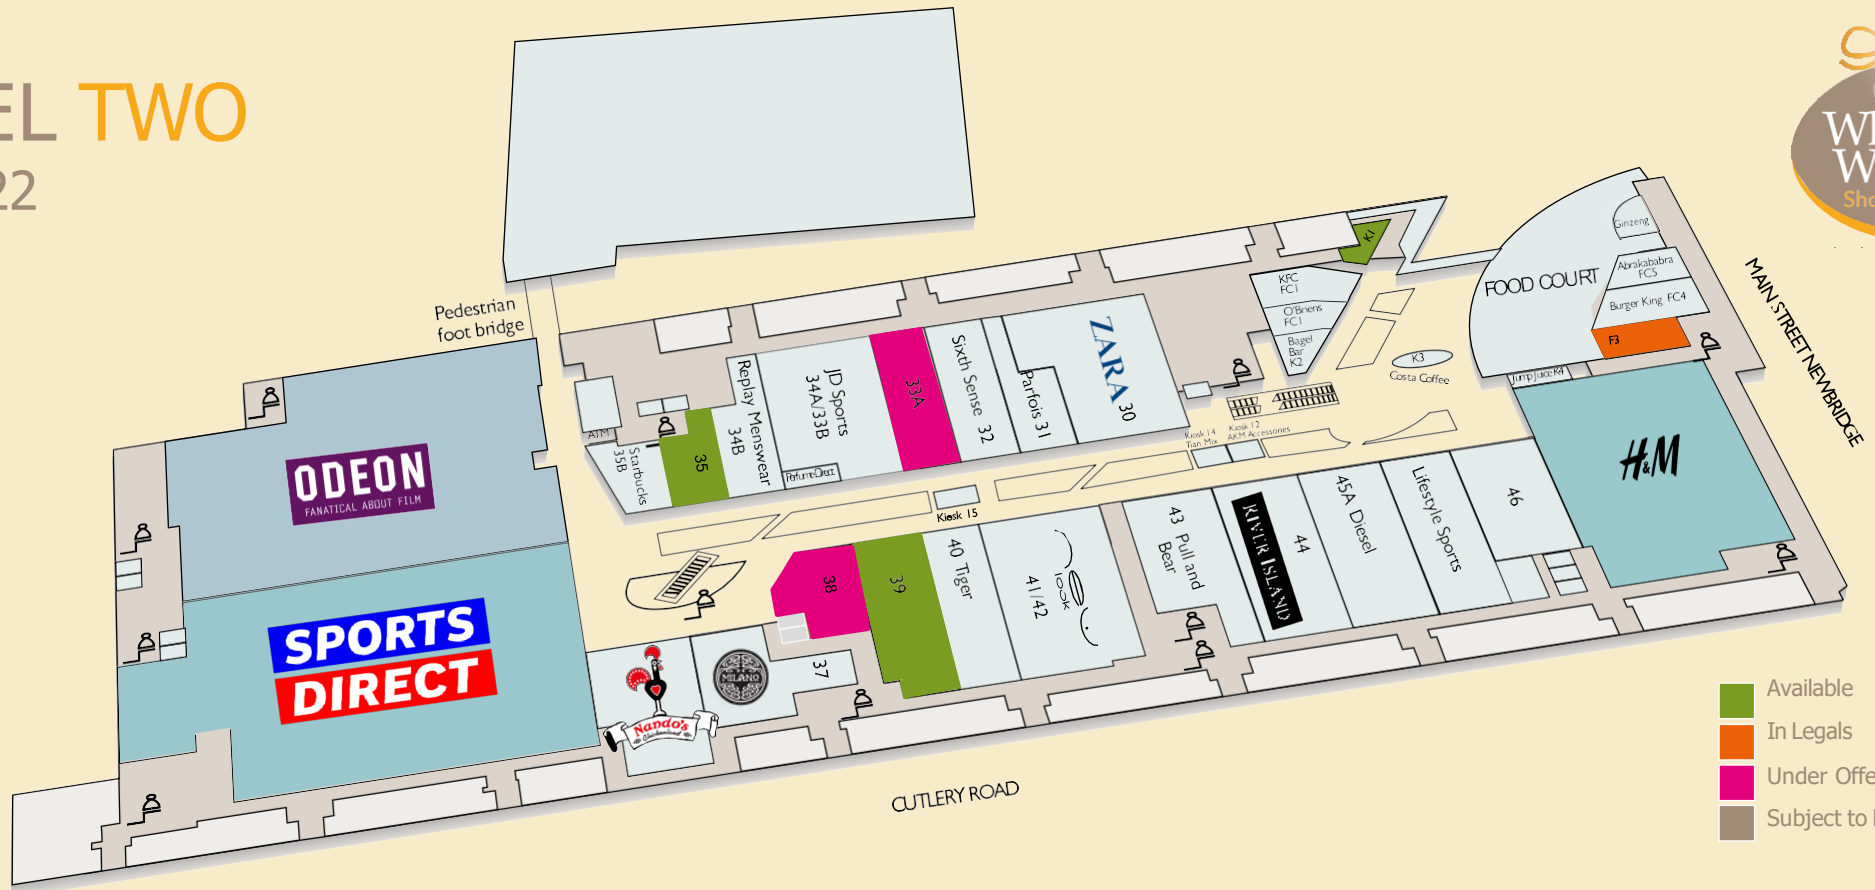 EL TWO
22
Sho
Pedestrian
foot bridge
ODEON
FANATICAL ABOUT FILM
SPORTS
DIRECT
ATM
Starbucks
35B
35
Replay Menswear
34B
JD Sports
34A/33B
Perfume Direct
33A
Sixth Sense 32
Parfois 31
ZARA
30
K1
KFC
FC1
O'Briens
FC1
Bagel
Bar
K2
K3
Costa Coffee
FOOD COURT
Ginzeng
Abrakababra
FC5
Burger King FC4
F3
Jump Juice K4
H&M
MAIN STREET NEWBRIDGE
Kiosk 14
Tian Mix
Kiosk 12
AKM Accessories
Kiosk 15
38
39
40 Tiger
look
41/42
43 Pull and
Bear
RIVER ISLAND
44
45A Diesel
Lifestyle Sports
46
Nando's
Chickenland
MILANO
37
CUTLERY ROAD
Available
In Legals
Under Offe
Subject to